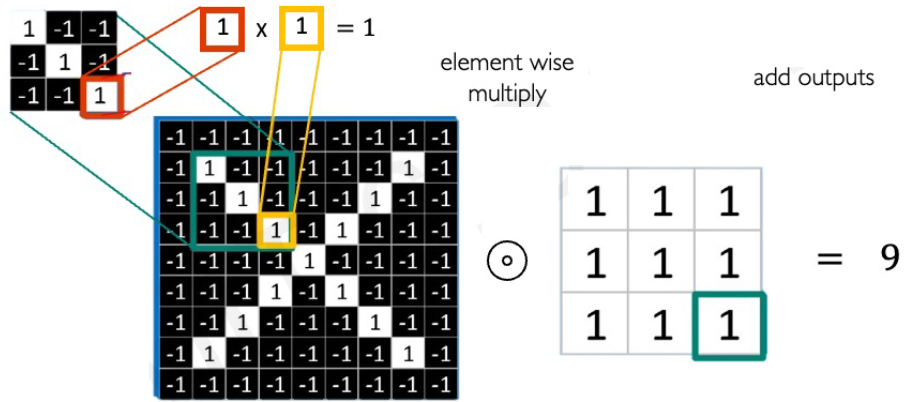 1 -1 -1
-1 1 -1
-1 -1 1
1 x 1 = 1
element wise
multiply
add outputs
-1 -1 -1 -1 -1 -1 -1 -1 -1
-1 1 -1 -1 -1 -1 -1 1 -1
-1 -1 1 -1 -1 -1 1 -1 -1
-1 -1 -1 1 -1 1 -1 -1 -1
-1 -1 -1 -1 1 -1 -1 -1 -1
-1 -1 -1 1 -1 1 -1 -1 -1
-1 -1 1 -1 -1 -1 1 -1 -1
-1 1 -1 -1 -1 -1 -1 1 -1
-1 -1 -1 -1 -1 -1 -1 -1 -1
1 1 1
1 1 1
1 1 1
= 9